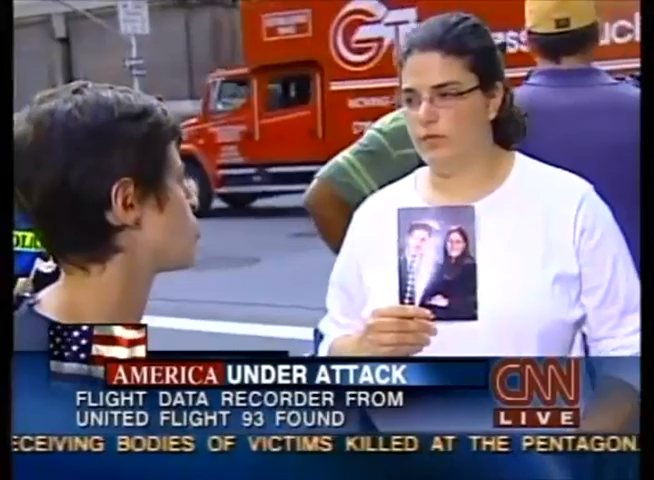 G
POLI
AMERICA UNDER ATTACK
FLIGHT DATA RECORDER FROM
UNITED FLIGHT 93 FOUND
CNN
LIVE
ECEIVING BODIES OF VICTIMS KILLED AT THE PENTAGON.